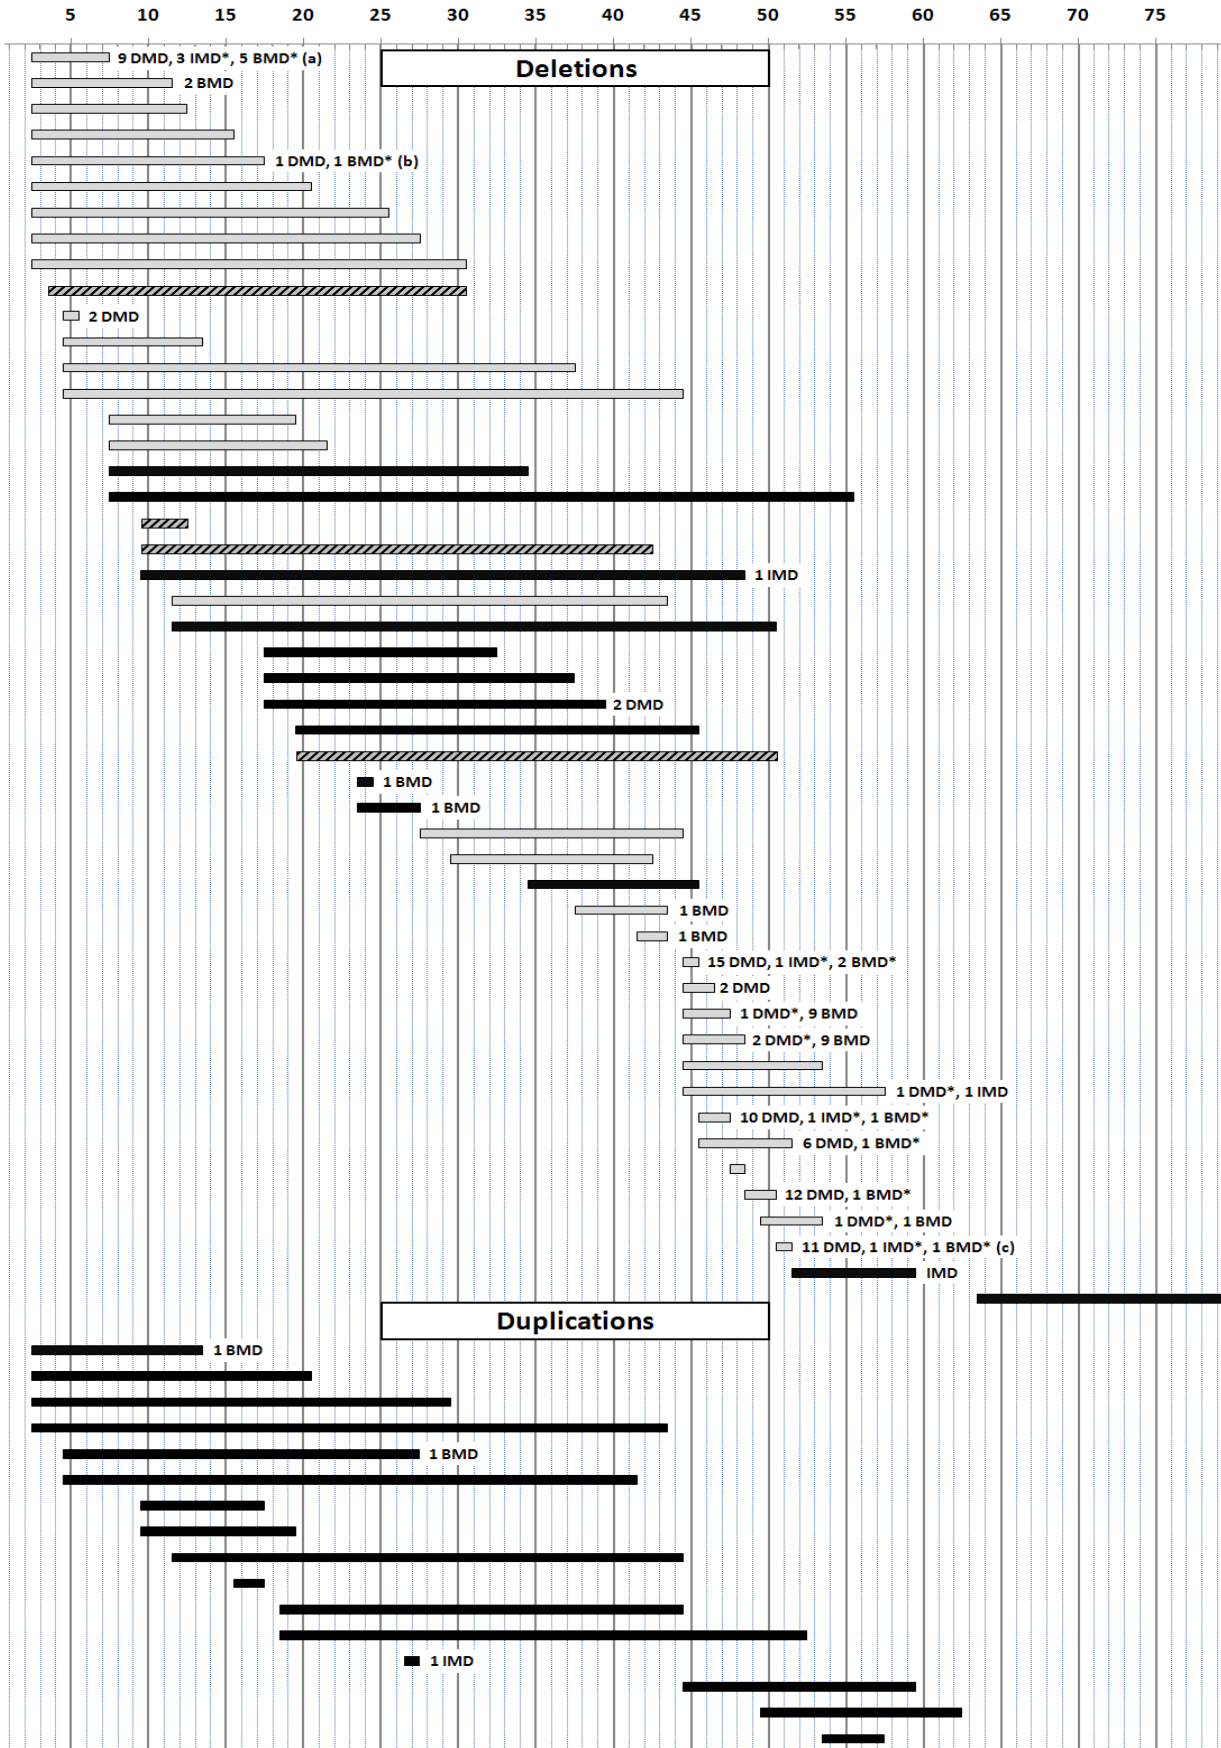 5 10 15 20 25 30 35 40 45 50 55 60 65 70 75
9 DMD, 3 IMD*, 5 BMD* (a)
Deletions
2 BMD
1 DMD, 1 BMD* (b)
2 DMD
1 IMD
2 DMD
1 BMD
1 BMD
1 BMD
1 BMD
15 DMD, 1 IMD*, 2 BMD*
2 DMD
1 DMD*, 9 BMD
2 DMD*, 9 BMD
1 DMD*, 1 IMD
10 DMD, 1 IMD*, 1 BMD*
6 DMD, 1 BMD*
12 DMD, 1 BMD*
1 DMD*, 1 BMD
11 DMD, 1 IMD*, 1 BMD* (c)
IMD
Duplications
1 BMD
1 BMD
1 IMD